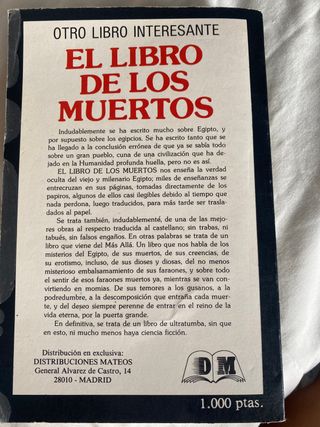 OTRO LIBRO INTERESANTE
EL LIBRO
DE LOS
MUERTOS
Indudablemente se ha escrito mucho sobre Egipto, y
por supuesto sobre los egipcios. Se ha escrito tanto que se
ha llegado a la conclusión errónea de que ya se sabía todo
sobre un gran pueblo, cuna de una civilización que ha de-
jado en la Humanidad profunda huella, pero no es así.
EL LIBRO DE LOS MUERTOS nos enseña la verdad
oculta del viejo y milenario Egipto; miles de enseñanzas se
entrecruzan en sus páginas, tomadas directamente de los
papiros, algunos de ellos casi ilegibles debido al tiempo que
nada perdona, luego traducidos, para más tarde ser trasla-
dados al papel.
Se trata también, indudablementé, de una de las mejo-
res obras al respecto traducida al castellano; sin trabas, ni
tabués, sin falsos engaños. En otras palabras se trata de un
libro que viene del Más Allá. Un libro que nos habla de los
misterios del Egipto, de sus muertos, de sus creencias, de
su erotismo, incluso, de sus dioses y diosas, del no menos
misterioso embalsamamiento de sus faraones, y sobre todo
el sentir de esos faraones muertos ya, mientras se van con-
virtiendo en momias. De sus temores a los gusanos, a la
podredumbre, a la descomposición que entraña cada muer-
te, y del deseo siempre perenne de entrar en el reino de la
vida eterna, por la puerta grande.
En definitiva, se trata de un libro de ultratumba, sin que
en esto, ni mucho menos haya ciencia ficción.
Distribución en exclusiva:
DISTRIBUCIONES MATEOS
General Alvarez de Castro, 14
28010 - MADRID
DM
1.000 ptas.